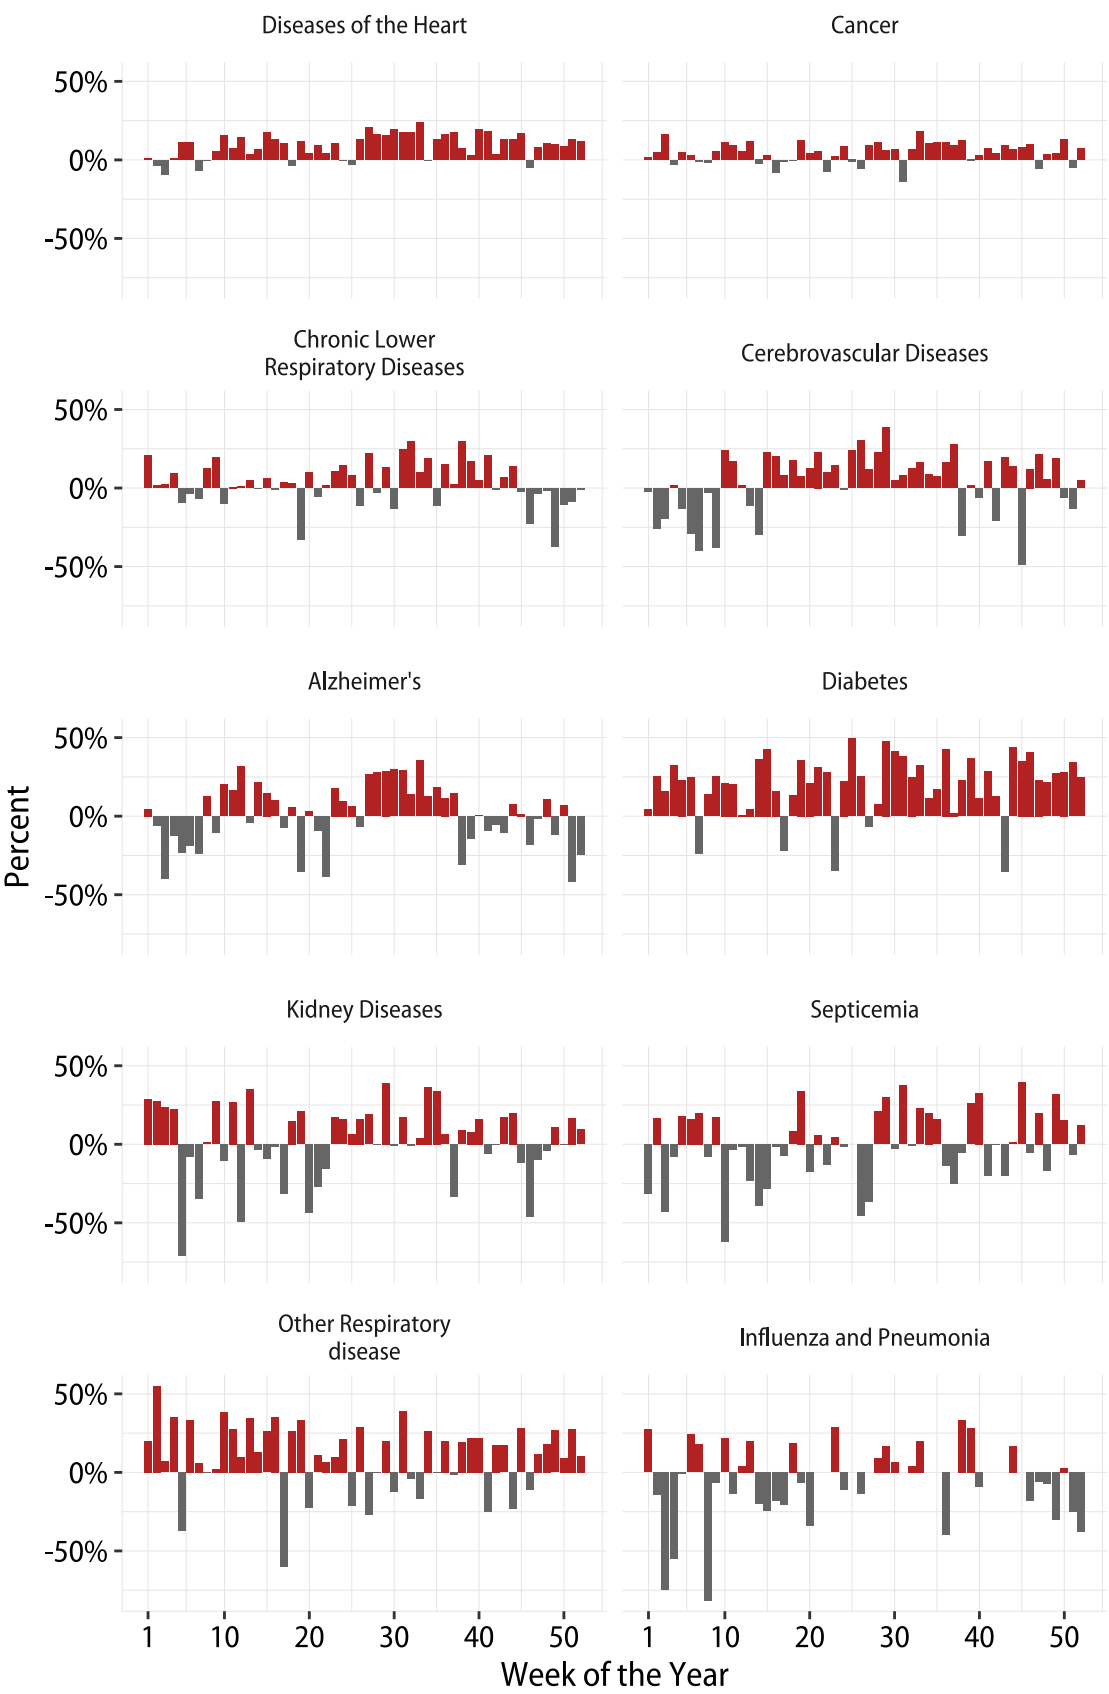 Diseases of the Heart
Cancer
50%
0%
-50%
Chronic Lower
Respiratory Diseases
Cerebrovascular Diseases
50%
0%
-50%
Alzheimer's
Diabetes
50%
0%
-50%
Percent
Kidney Diseases
Septicemia
50%
0%
-50%
Other Respiratory
disease
Influenza and Pneumonia
50%
0%
-50%
1 10 20 30 40 50
1 10 20 30 40 50
Week of the Year